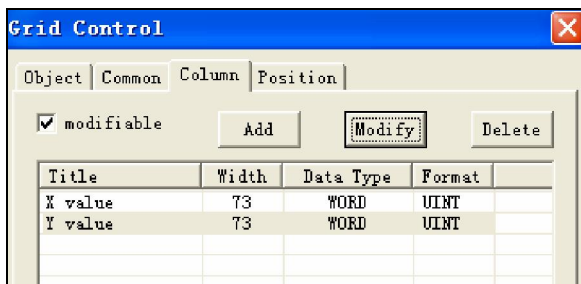 Grid Control
Object Common Column Position
modifiable Add Modify Delete
Title Width Data Type Format
X value 73 WORD UINT
Y value 73 WORD UINT